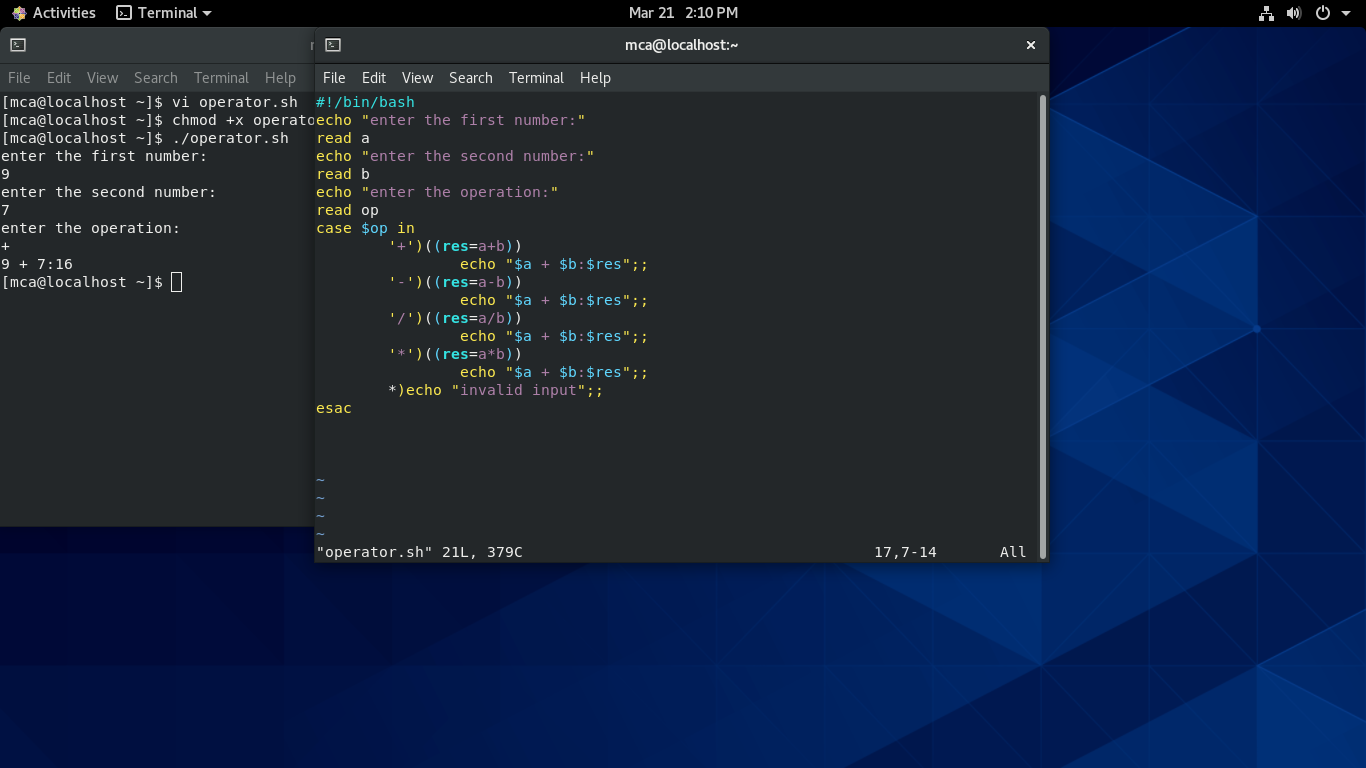 Activities Terminal Mar 21 2:10 PM
File Edit View Search Terminal Help
[mca@localhost ~]$ vi operator.sh
[mca@localhost ~]$ chmod +x operato
[mca@localhost ~]$ ./operator.sh
enter the first number:
9
enter the second number:
7
enter the operation:
+
9 + 7:16
[mca@localhost ~]$
mca@localhost:~
File Edit View Search Terminal Help
#!/bin/bash
echo "enter the first number:"
read a
echo "enter the second number:"
read b
echo "enter the operation:"
read op
case $op in
'+')((res=a+b))
echo "$a + $b:$res";;
'-')((res=a-b))
echo "$a + $b:$res";;
'/')((res=a/b))
echo "$a + $b:$res";;
'*')((res=a*b))
echo "$a + $b:$res";;
*)echo "invalid input";;
esac
~
~
~
~
"operator.sh" 21L, 379C 17,7-14 All